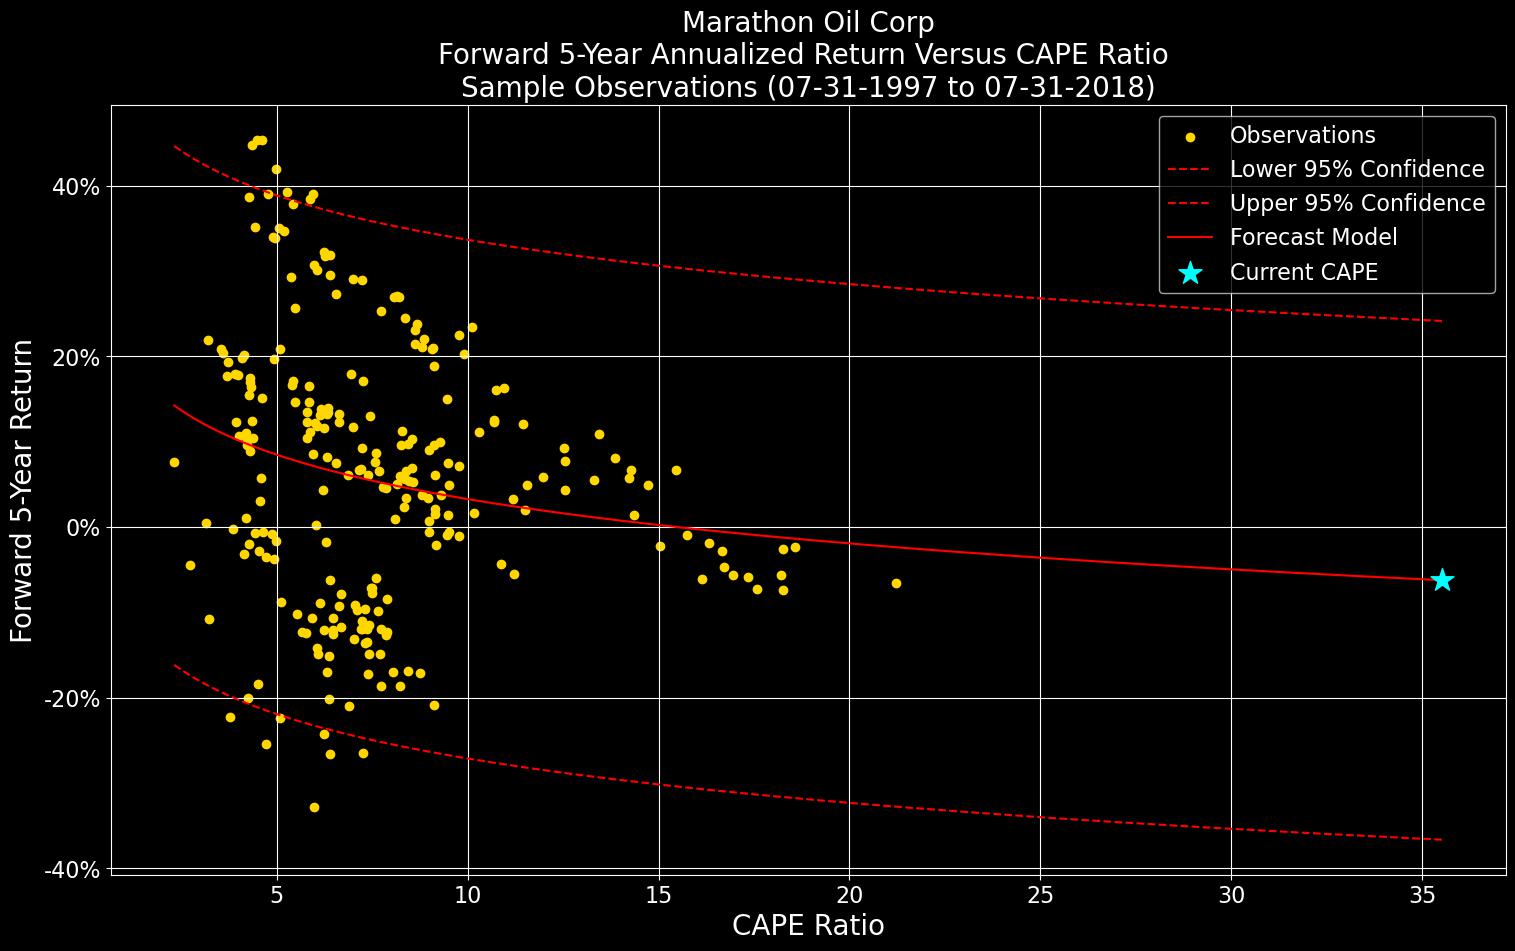 Marathon Oil Corp
Forward 5-Year Annualized Return Versus CAPE Ratio
Sample Observations (07-31-1997 to 07-31-2018)
Observations
Lower 95% Confidence
Upper 95% Confidence
Forecast Model
Current CAPE
Forward 5-Year Return
40%
20%
0%
-20%
-40%
5 10 15 20 25 30 35
CAPE Ratio